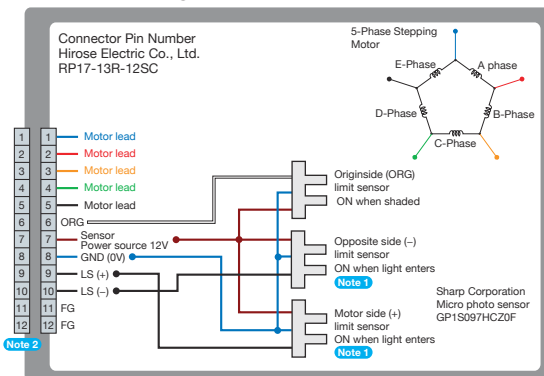 Connector Pin Number
Hirose Electric Co., Ltd.
RP17-13R-12SC
5-Phase Stepping
Motor
E-Phase
A phase
D-Phase
B-Phase
C-Phase
1 1 Motor lead
2 2 Motor lead
3 3 Motor lead
4 4 Motor lead
5 5 Motor lead
6 6 ORG
7 7 Sensor
Power source 12V
8 8 GND (0V)
9 9 LS (+)
10 10 LS (−)
11 11 FG
12 12 FG
Note 2
Originside (ORG)
limit sensor
ON when shaded
Opposite side (−)
limit sensor
ON when light enters
Note 1
Motor side (+)
limit sensor
ON when light enters
Note 1
Sharp Corporation
Micro photo sensor
GP1S097HCZ0F